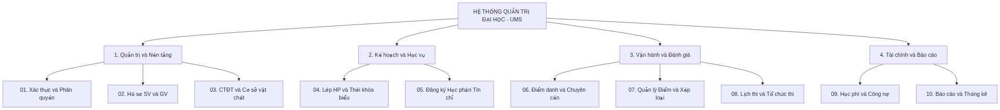 HỆ THỐNG QUẢN TRỊ
ĐẠI HỌC - UMS
1. Quản trị và Nền tảng
2. Kế hoạch và Học vụ
3. Vận hành và Đánh giá
4. Tài chính và Báo cáo
01. Xác thực và Phân
quyền
02. Hồ sơ SV và GV
03. CTĐT và Cơ sở vật
chất
04. Lớp HP và Thời khóa
biểu
05. Đăng ký Học phần Tín
chỉ
06. Điểm danh và Chuyên
cần
07. Quản lý Điểm và Xếp
loại
08. Lịch thi và Tổ chức thi
09. Học phí và Công nợ
10. Báo cáo và Thống kê